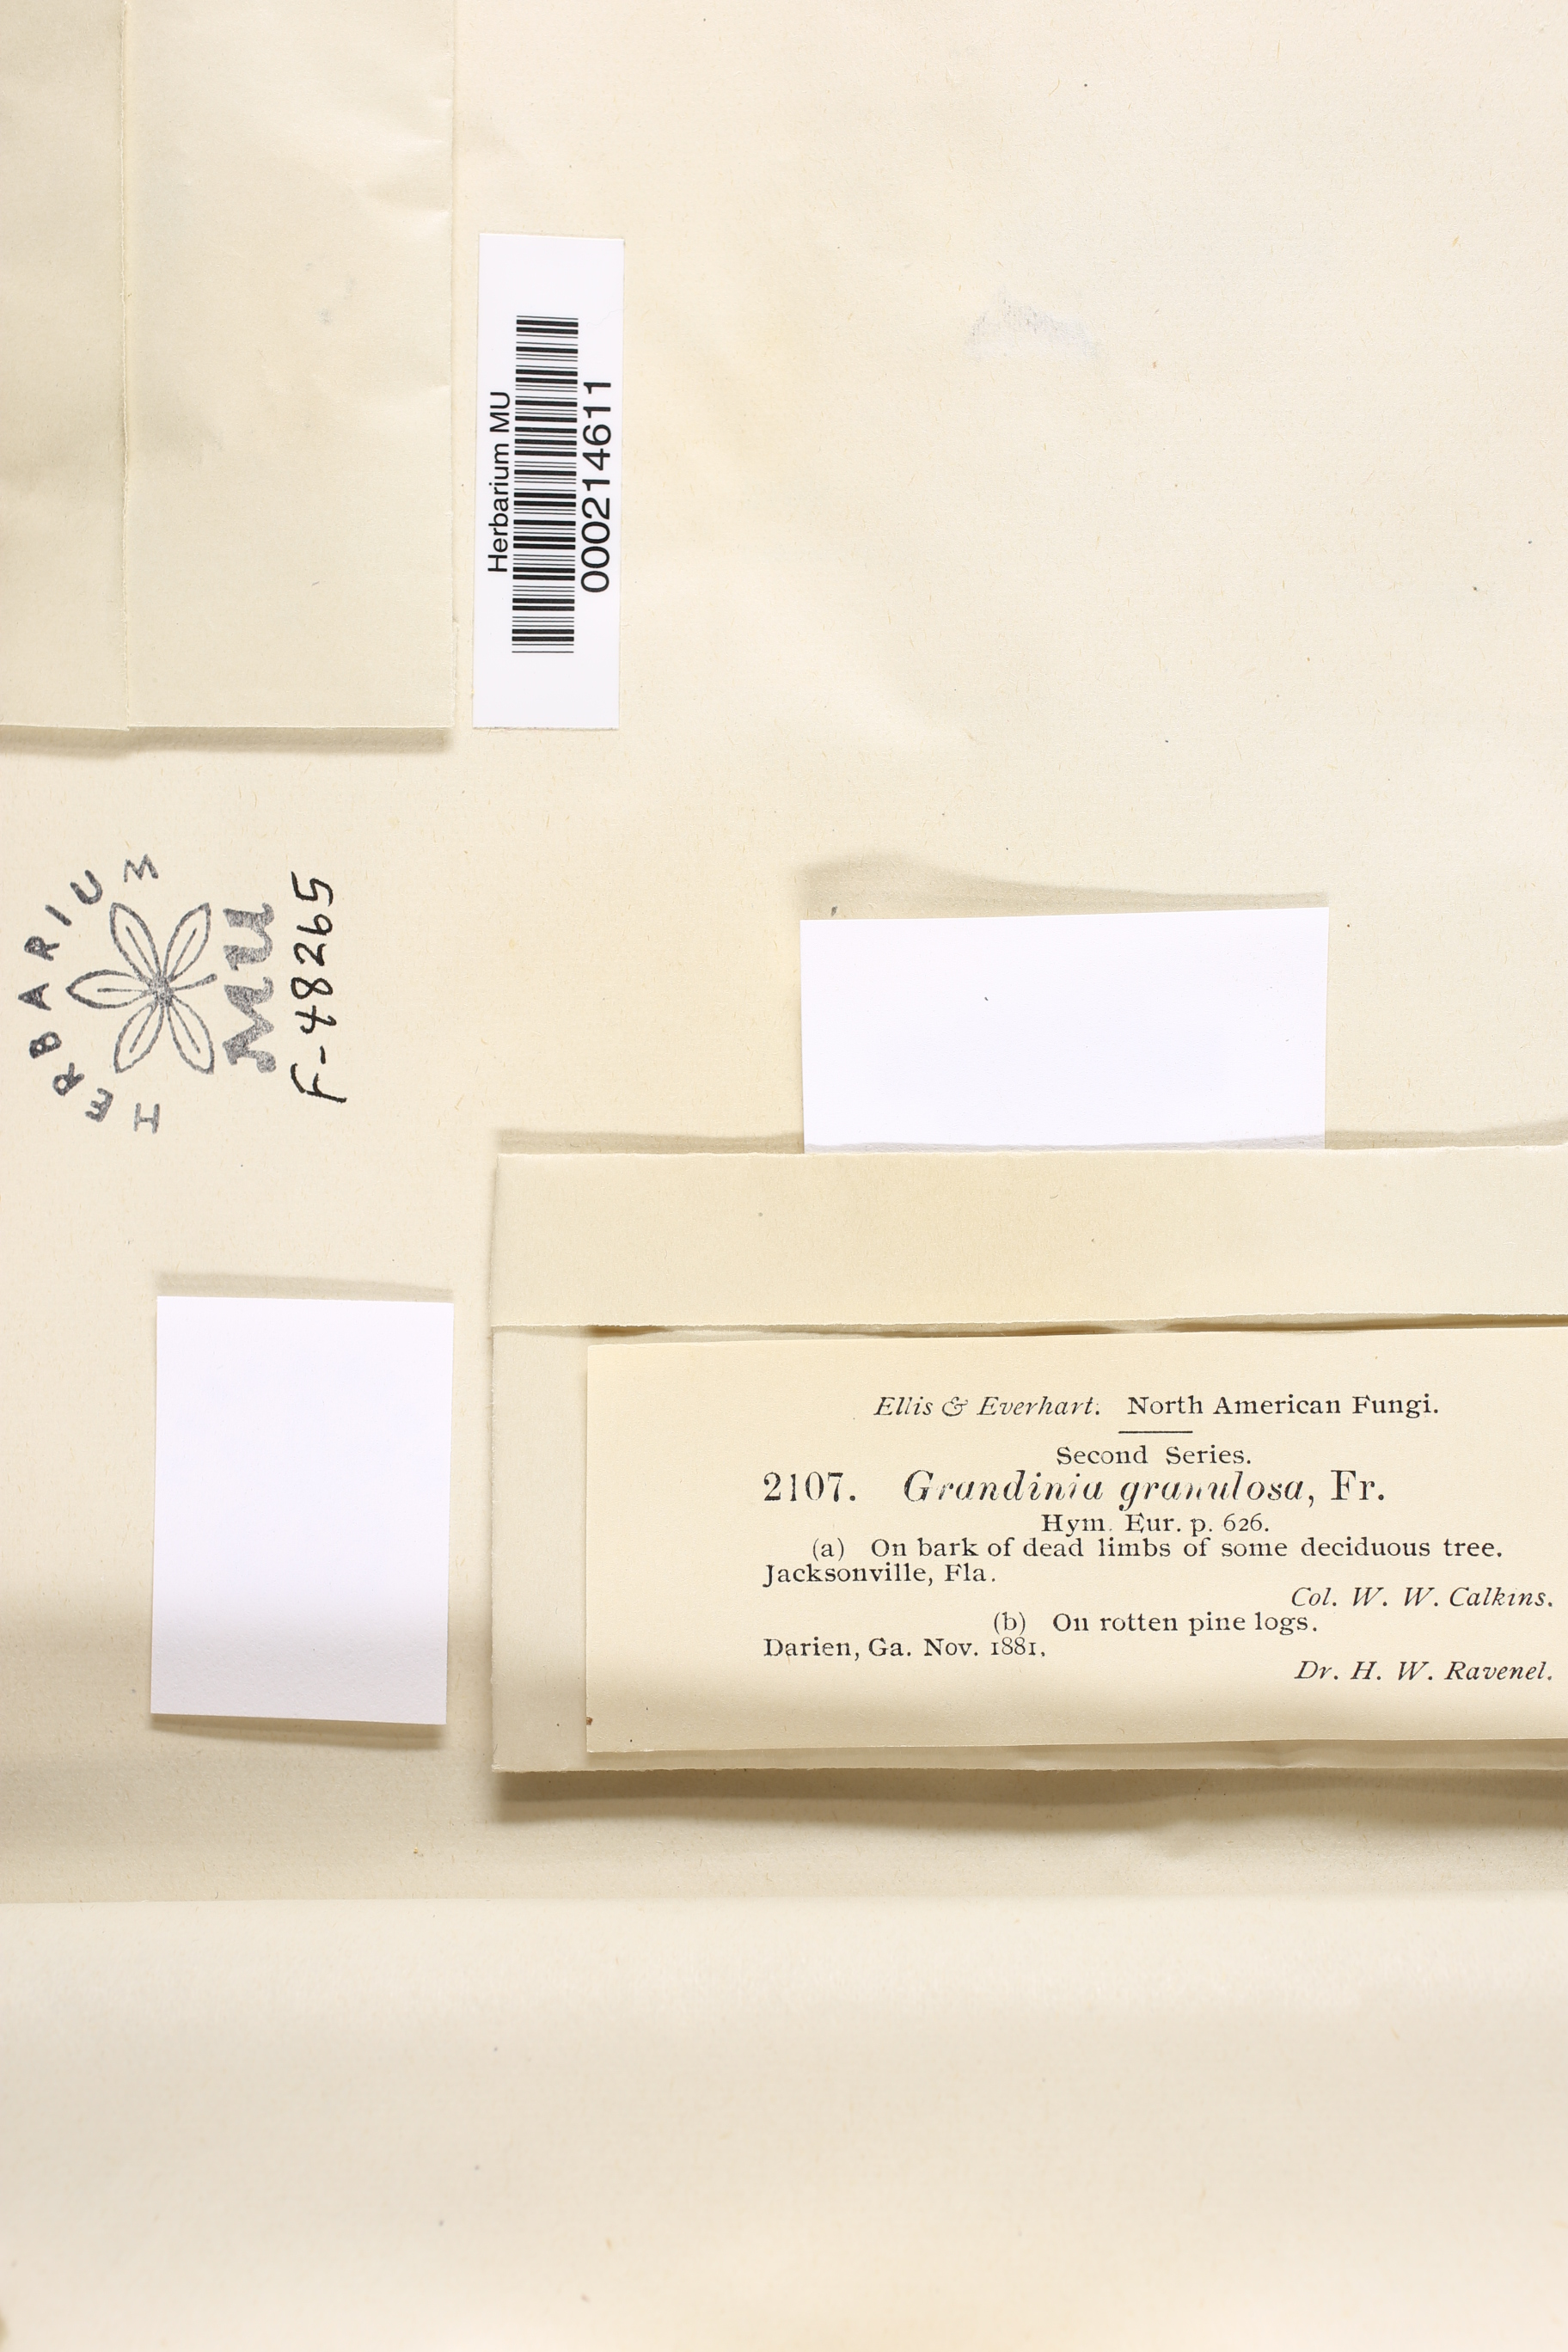 Herbarium MU
000214611
HERBARIUM
MU
F-48265
Ellis & Everhart. North American Fungi.
Second Series.
2107. Grandinia granulosa, Fr.
Hym. Eur. p. 626.
(a) On bark of dead limbs of some deciduous tree.
Jacksonville, Fla.
Col. W. W. Calkins.
(b) On rotten pine logs.
Darien, Ga. Nov. 1881.
Dr. H. W. Ravenel.